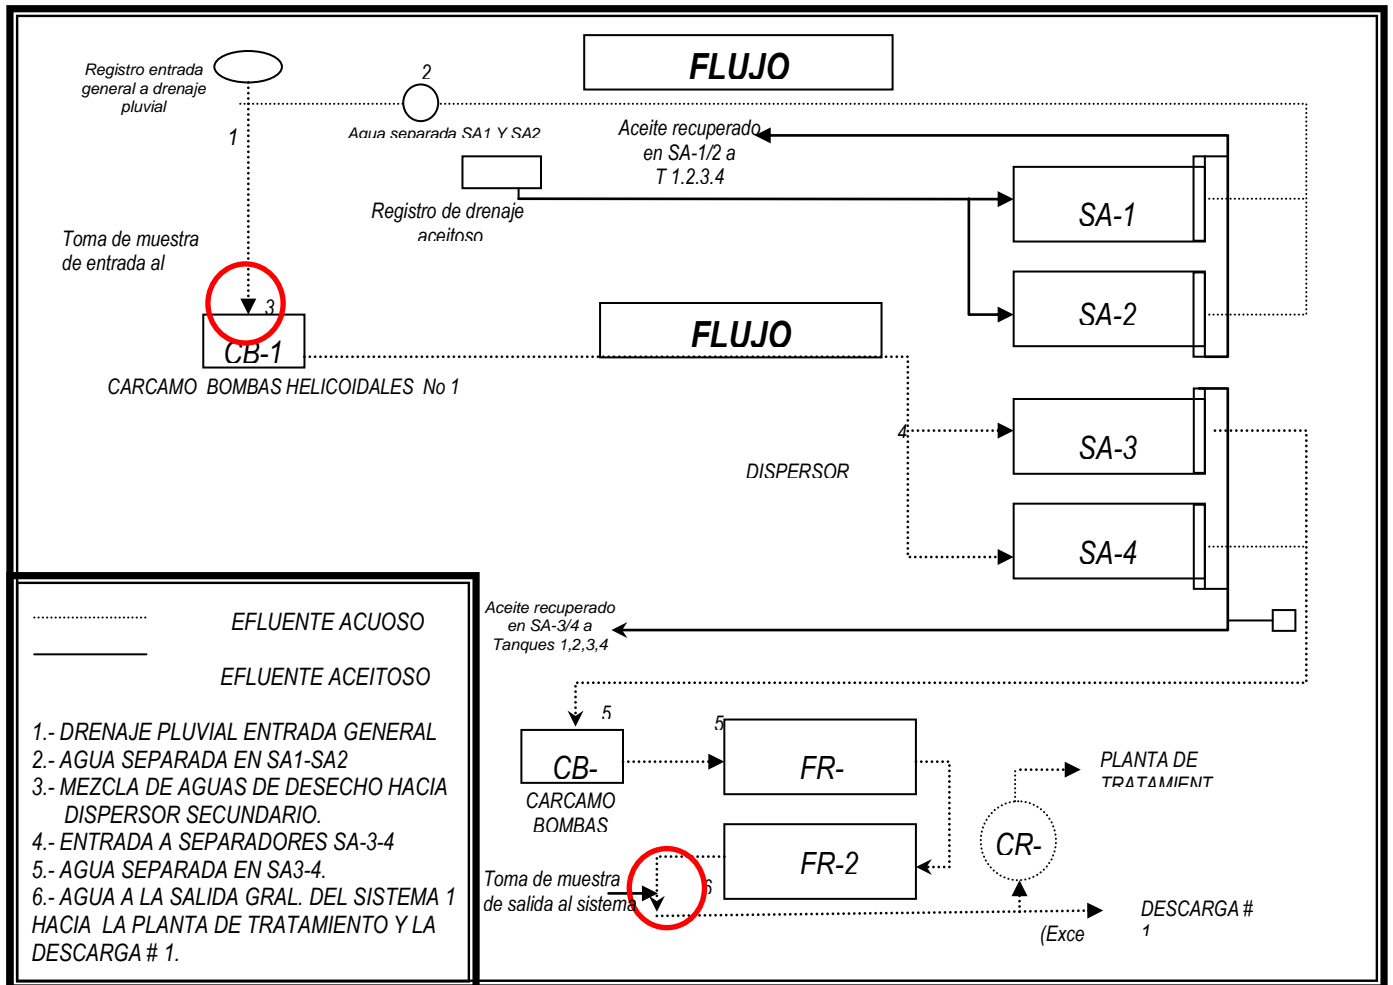 FLUJO
Registro entrada
general a drenaje
pluvial
1
2
Agua separada SA1 Y SA2
Aceite recuperado
en SA-1/2 a
T 1.2.3.4
Registro de drenaje
aceitoso
SA-1
SA-2
Toma de muestra
de entrada al
3
CB-1
CARCAMO BOMBAS HELICOIDALES No 1
FLUJO
4
DISPERSOR
SA-3
SA-4
Aceite recuperado
en SA-3/4 a
Tanques 1,2,3,4
EFLUENTE ACUOSO
EFLUENTE ACEITOSO
1.- DRENAJE PLUVIAL ENTRADA GENERAL
2.- AGUA SEPARADA EN SA1-SA2
3.- MEZCLA DE AGUAS DE DESECHO HACIA
DISPERSOR SECUNDARIO.
4.- ENTRADA A SEPARADORES SA-3-4
5.- AGUA SEPARADA EN SA3-4.
6.- AGUA A LA SALIDA GRAL. DEL SISTEMA 1
HACIA LA PLANTA DE TRATAMIENTO Y LA
DESCARGA # 1.
5
CB-
CARCAMO
BOMBAS
5
FR-
FR-2
6
Toma de muestra
de salida al sistema
CR-
PLANTA DE
TRATAMIENT
(Exce
DESCARGA #
1